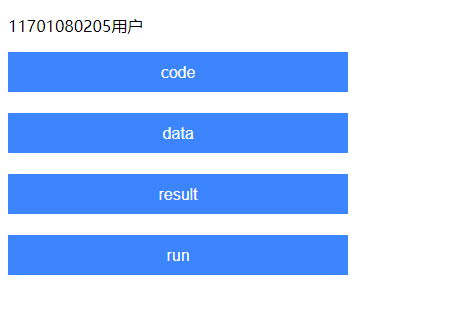 11701080205用户
code
data
result
run